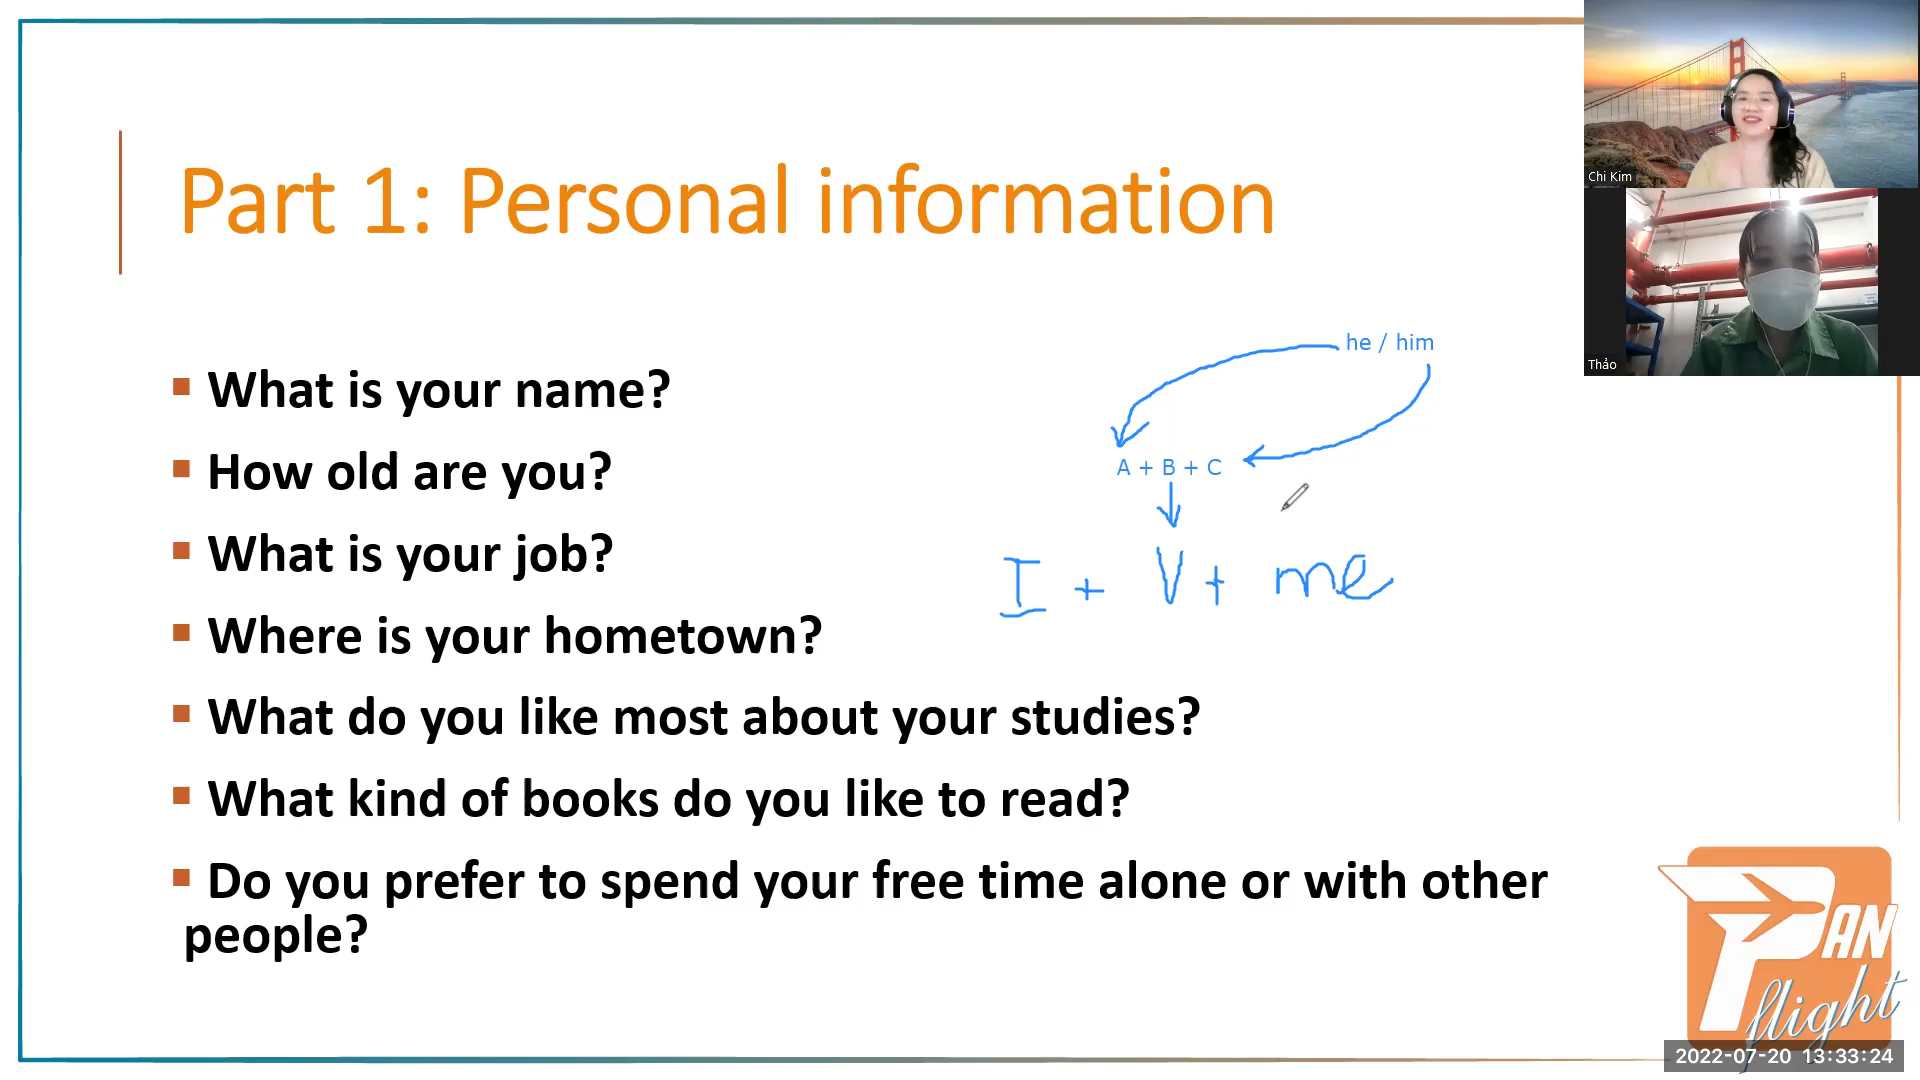 Part 1: Personal information
Chi Kim
Thảo
he / him
What is your name?
How old are you?
A + B + C
What is your job?
I + V + me
Where is your hometown?
What do you like most about your studies?
What kind of books do you like to read?
Do you prefer to spend your free time alone or with other
people?
PAN
flight
2022-07-20 13:33:24